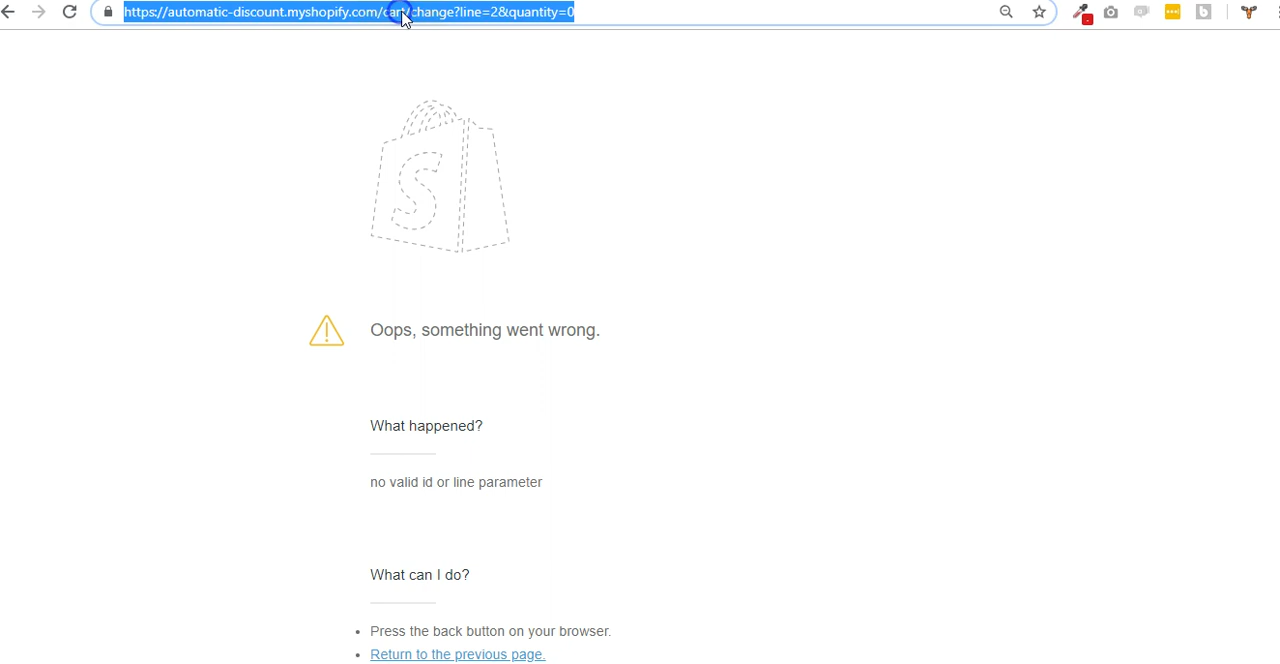 https://automatic-discount.myshopify.com/cart/change?line=2&quantity=0
S
Oops, something went wrong.
What happened?
no valid id or line parameter
What can I do?
• Press the back button on your browser.
• Return to the previous page.